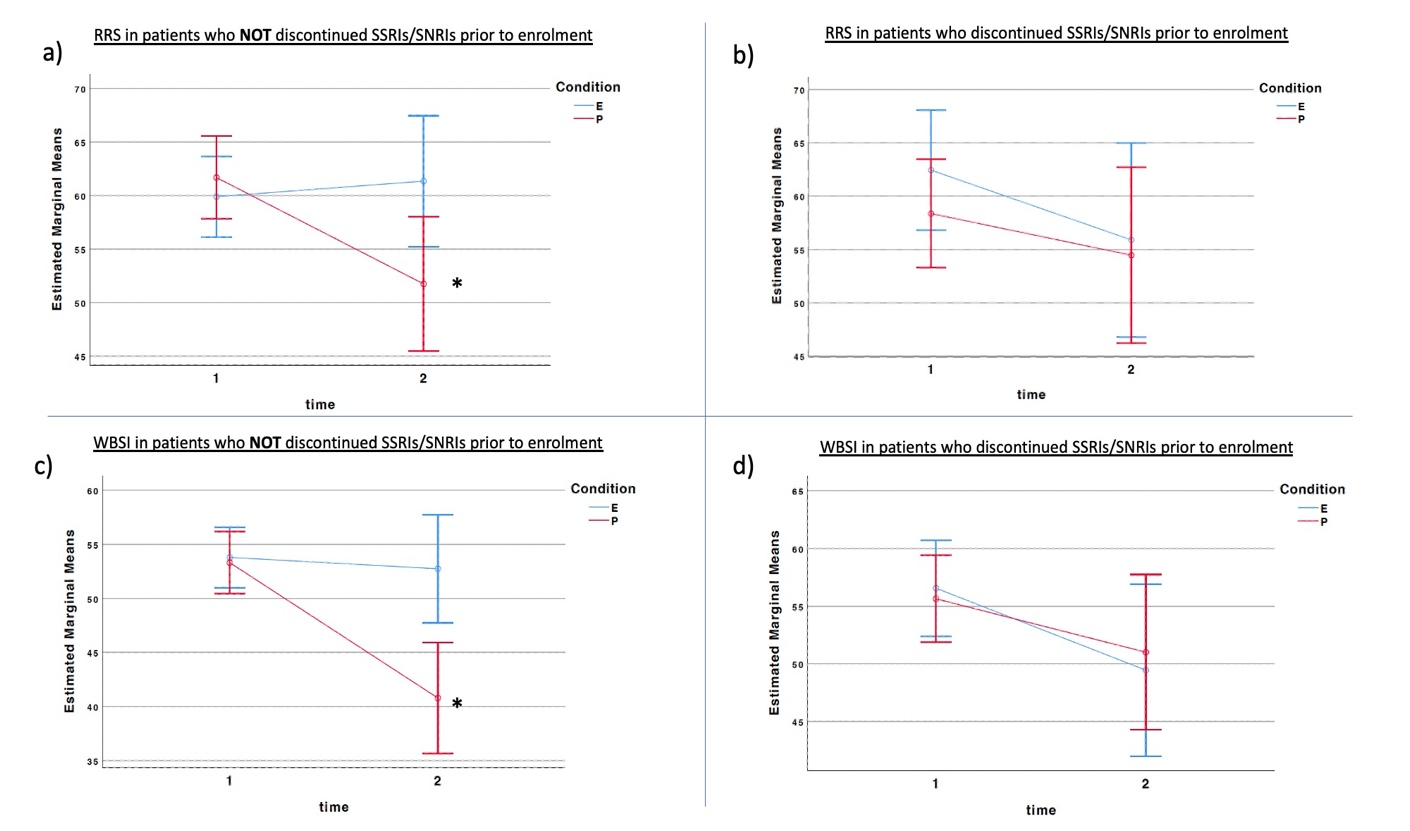 a)
RRS in patients who NOT discontinued SSRIs/SNRIs prior to enrolment
Condition
E
P
Estimated Marginal Means
70
65
60
55
50
45
*
1
2
time
b)
RRS in patients who discontinued SSRIs/SNRIs prior to enrolment
Condition
E
P
Estimated Marginal Means
70
65
60
55
50
45
1
2
time
c)
WBSI in patients who NOT discontinued SSRIs/SNRIs prior to enrolment
Condition
E
P
Estimated Marginal Means
60
55
50
45
40
35
*
1
2
time
d)
WBSI in patients who discontinued SSRIs/SNRIs prior to enrolment
Condition
E
P
Estimated Marginal Means
65
60
55
50
45
1
2
time